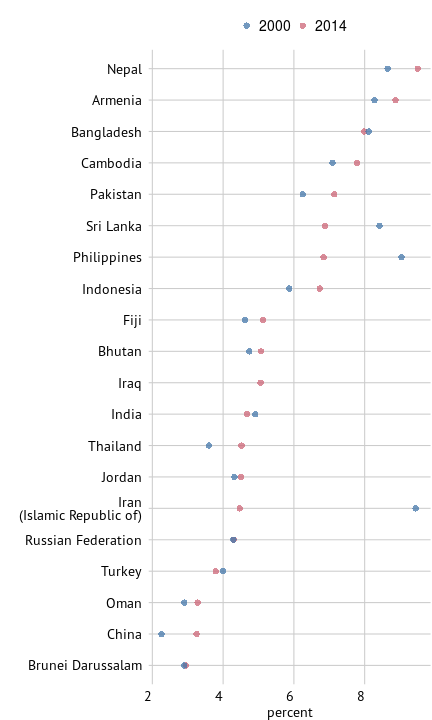 2000 2014
Nepal
Armenia
Bangladesh
Cambodia
Pakistan
Sri Lanka
Philippines
Indonesia
Fiji
Bhutan
Iraq
India
Thailand
Jordan
Iran
(Islamic Republic of)
Russian Federation
Turkey
Oman
China
Brunei Darussalam
2 4 6 8
percent